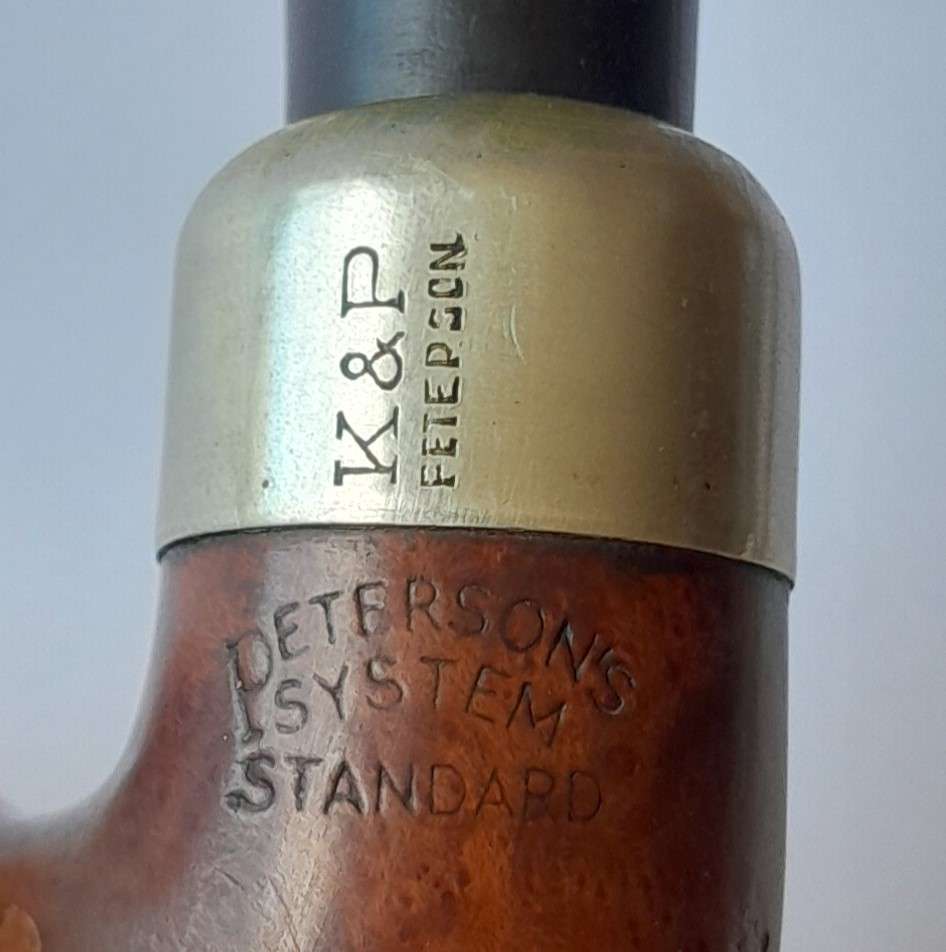 K & P
PETERSON
PETERSON'S
SYSTEM
STANDARD